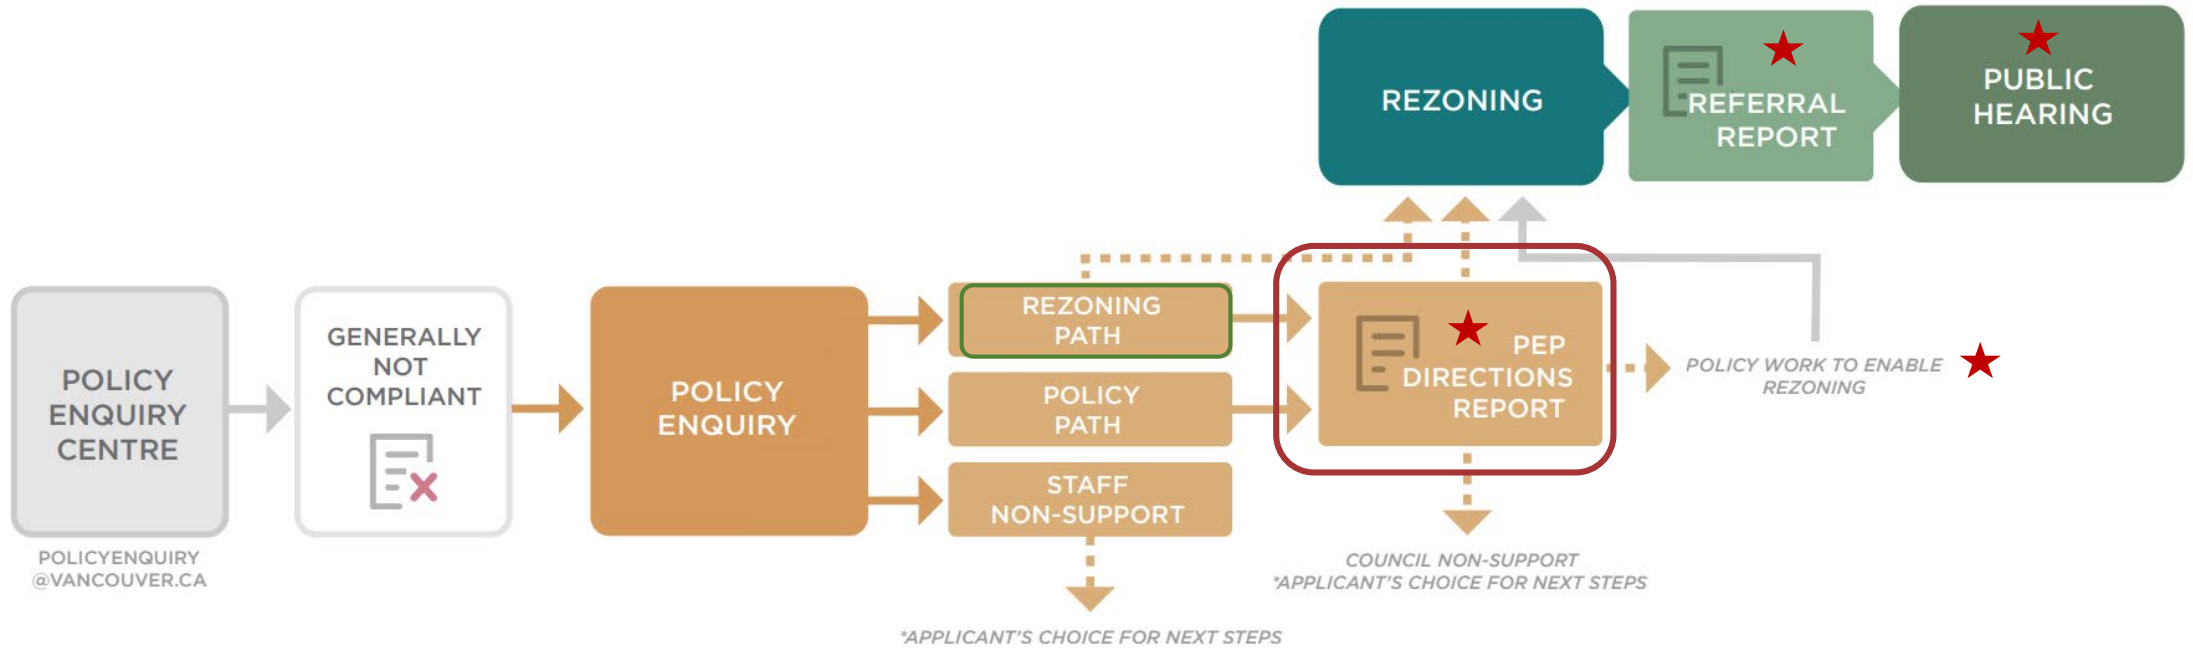 POLICY
ENQUIRY
CENTRE
POLICYENQUIRY
@VANCOUVER.CA
GENERALLY
NOT
COMPLIANT
POLICY
ENQUIRY
REZONING
PATH
POLICY
PATH
STAFF
NON-SUPPORT
*APPLICANT'S CHOICE FOR NEXT STEPS
PEP
DIRECTIONS
REPORT
COUNCIL NON-SUPPORT
*APPLICANT'S CHOICE FOR NEXT STEPS
POLICY WORK TO ENABLE
REZONING
REZONING
REFERRAL
REPORT
PUBLIC
HEARING